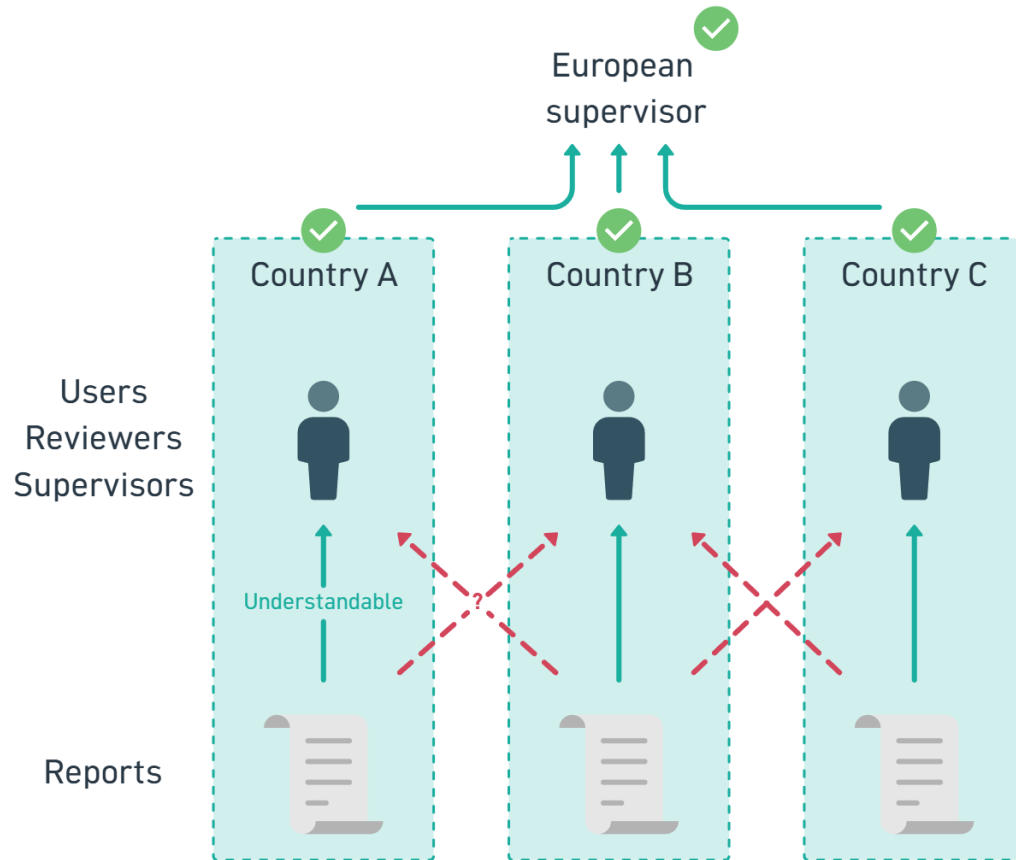 European
supervisor
Country A
Country B
Country C
Users
Reviewers
Supervisors
Understandable
?
Reports